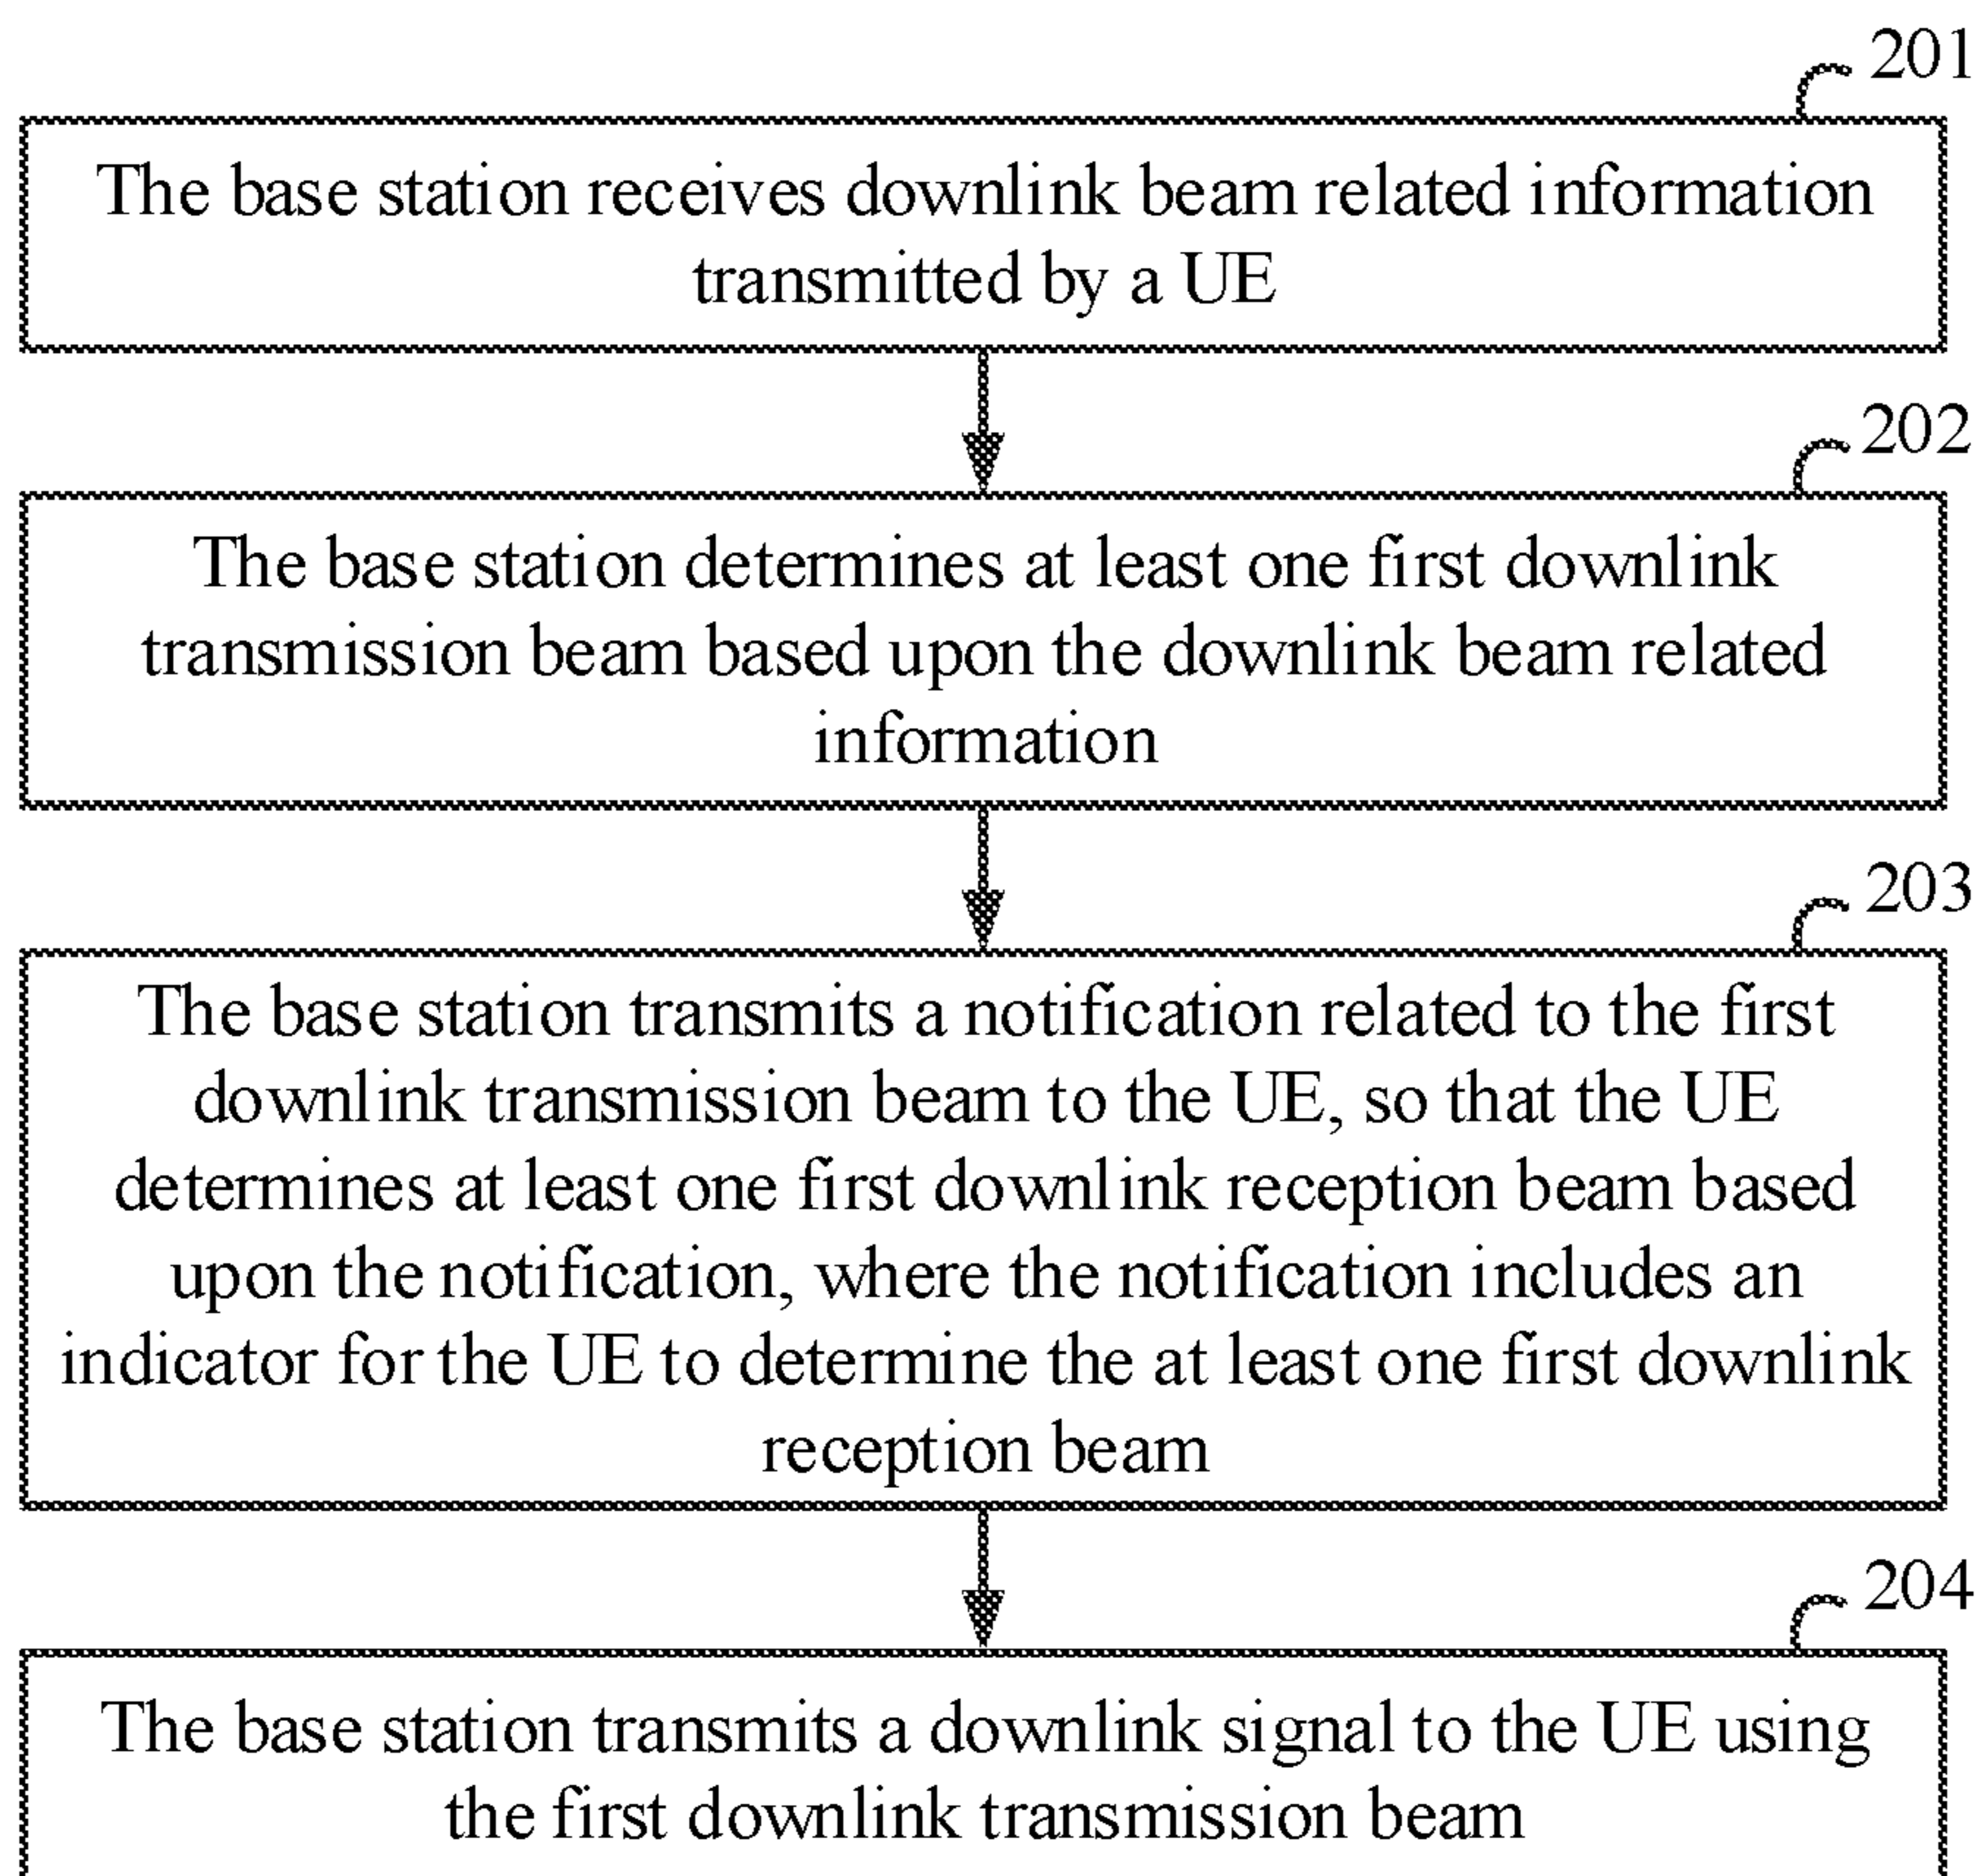 201
The base station receives downlink beam related information
transmitted by a UE
202
The base station determines at least one first downlink
transmission beam based upon the downlink beam related
information
203
The base station transmits a notification related to the first
downlink transmission beam to the UE, so that the UE
determines at least one first downlink reception beam based
upon the notification, where the notification includes an
indicator for the UE to determine the at least one first downlink
reception beam
204
The base station transmits a downlink signal to the UE using
the first downlink transmission beam